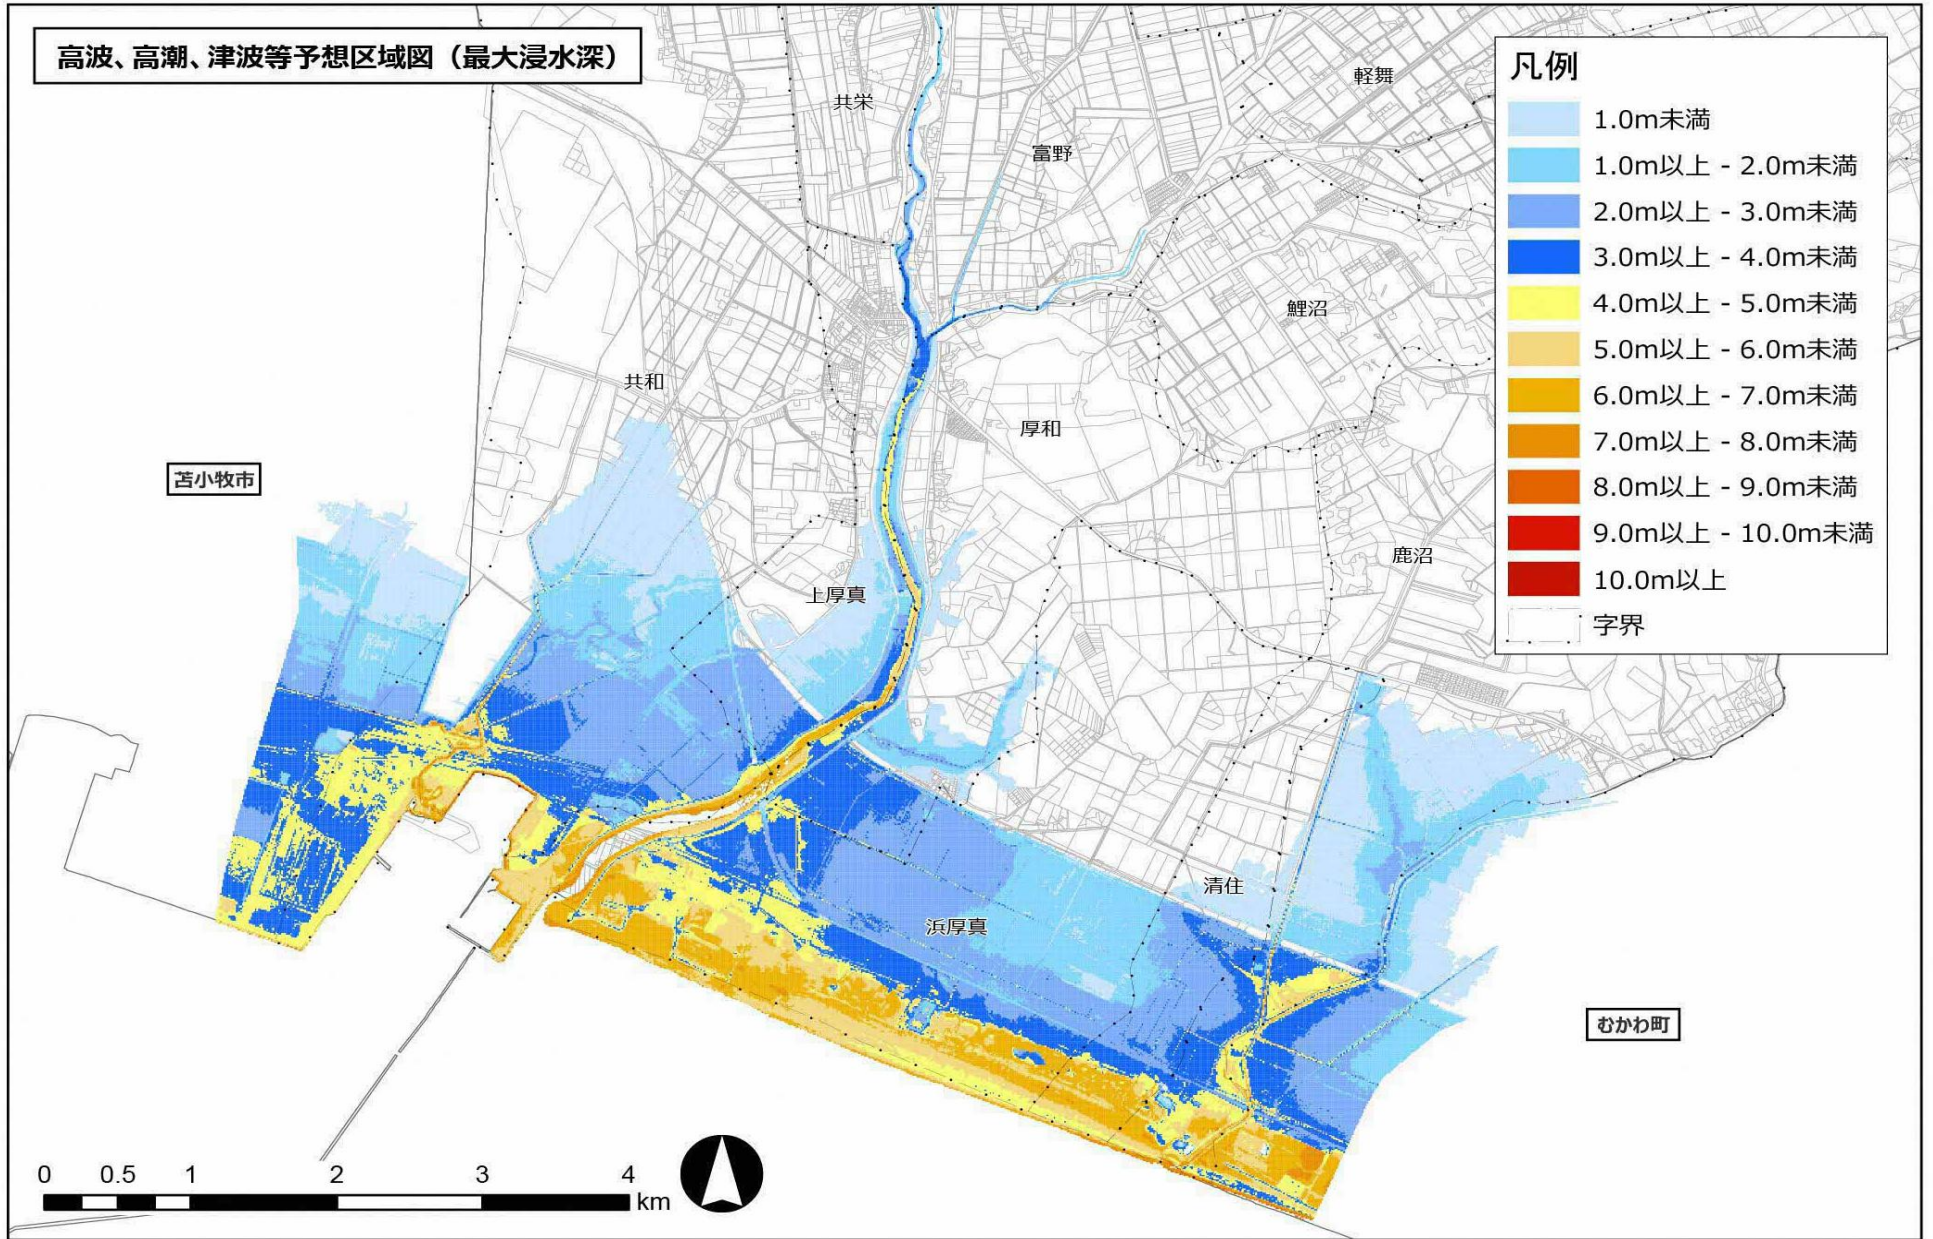 高波、高潮、津波等予想区域図（最大浸水深）
凡例
1.0m未満
1.0m以上 - 2.0m未満
2.0m以上 - 3.0m未満
3.0m以上 - 4.0m未満
4.0m以上 - 5.0m未満
5.0m以上 - 6.0m未満
6.0m以上 - 7.0m未満
7.0m以上 - 8.0m未満
8.0m以上 - 9.0m未満
9.0m以上 - 10.0m未満
10.0m以上
字界
軽舞
共栄
富野
鯉沼
共和
厚和
苫小牧市
鹿沼
上厚真
清住
浜厚真
むかわ町
0 0.5 1 2 3 4
km